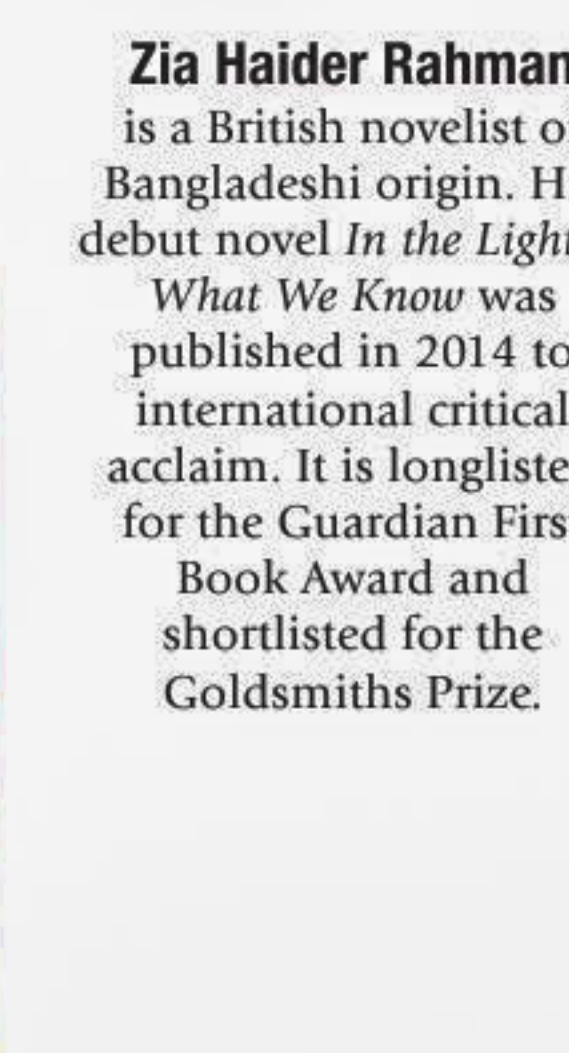 Zia Haider Rahman
is a British novelist o
Bangladeshi origin. H
debut novel In the Light
What We Know was
published in 2014 to
international critical
acclaim. It is longliste
for the Guardian Firs
Book Award and
shortlisted for the
Goldsmiths Prize.